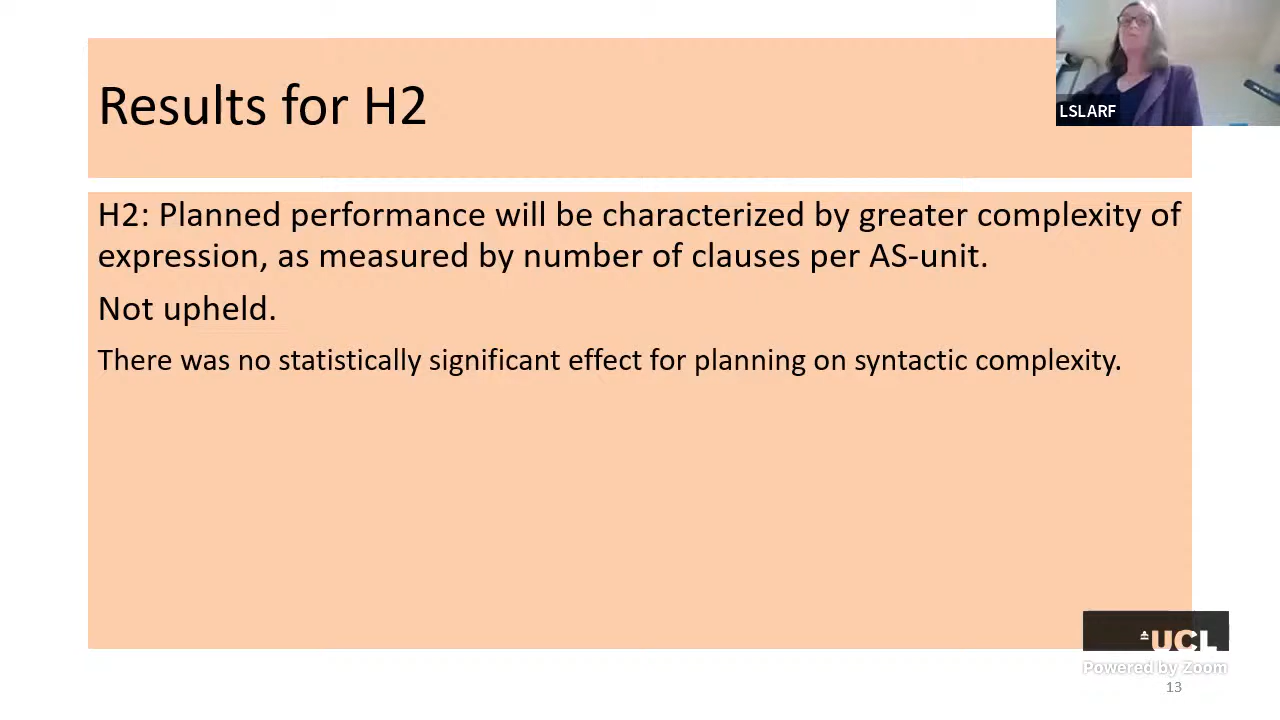 Results for H2
LSLARF
H2: Planned performance will be characterized by greater complexity of
expression, as measured by number of clauses per AS-unit.
Not upheld.
There was no statistically significant effect for planning on syntactic complexity.
UCL
Powered by Zoom
13